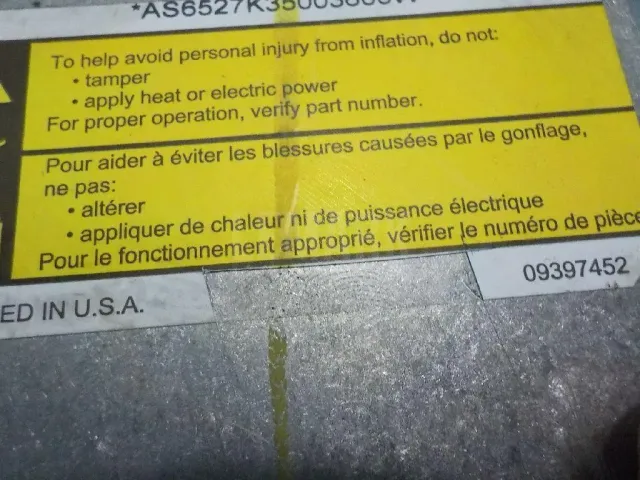 To help avoid personal injury from inflation, do not:
• tamper
• apply heat or electric power
For proper operation, verify part number.
Pour aider à éviter les blessures causées par le gonflage,
ne pas:
• altérer
• appliquer de chaleur ni de puissance électrique
Pour le fonctionnement approprié, vérifier le numéro de pièce
09397452
ED IN U.S.A.